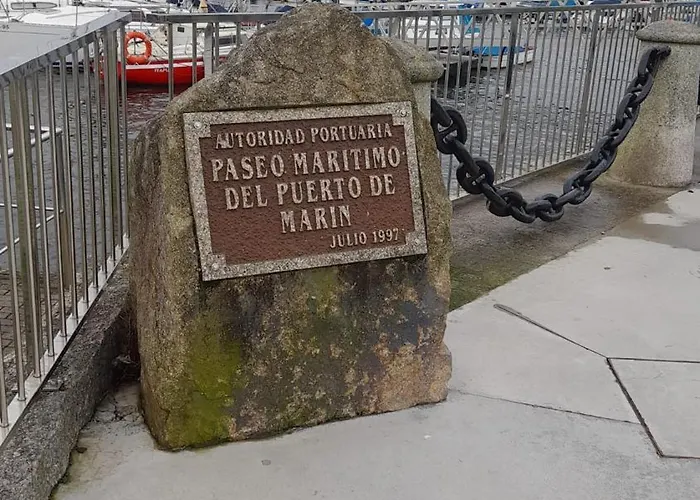 AUTORIDAD PORTUARIA
PASEO MARITIMO
DEL PUERTO DE
MARIN
JULIO 1997